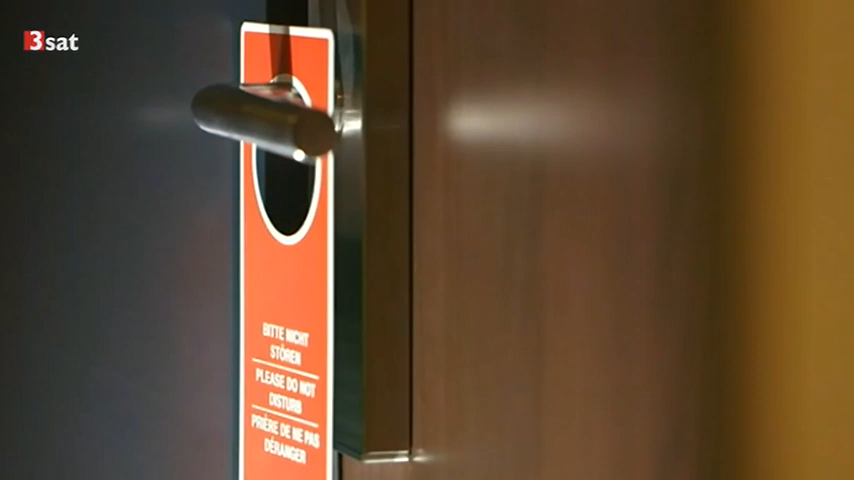 3sat
BITTE NICHT
STÖREN
PLEASE DO NOT
DISTURB
PRIÈRE DE NE PAS
DÉRANGER